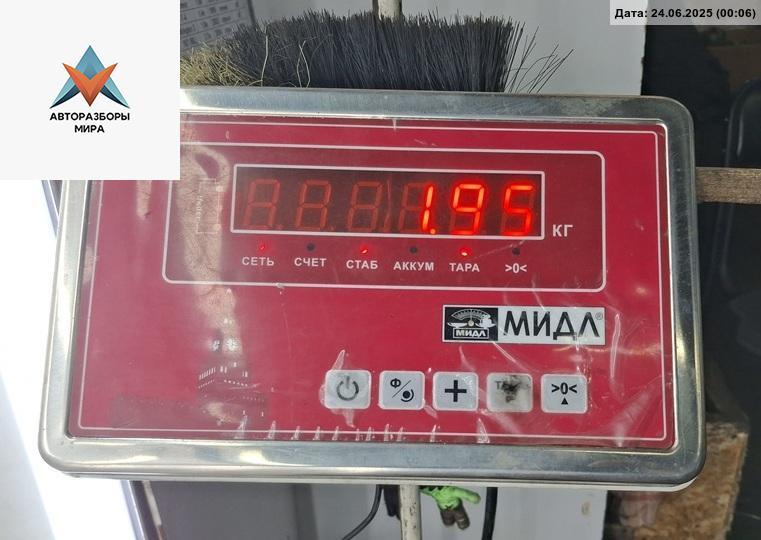 Дата: 24.06.2025 (00:06)
АВТОРАЗБОРЫ
МИРА
1.95 КГ
СЕТЬ СЧЕТ СТАБ АККУМ ТАРА >0<
МИДЛ МИДЛ®
Ф >0<